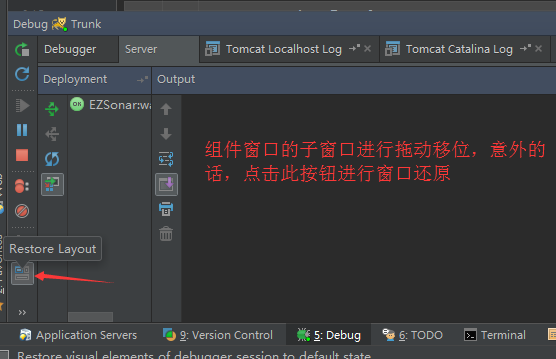 Debug Trunk
Debugger Server Tomcat Localhost Log Tomcat Catalina Log
Deployment Output
OK EZSonar:wa
组件窗口的子窗口进行拖动移位，意外的
话，点击此按钮进行窗口还原
Restore Layout
Application Servers 9: Version Control 5: Debug 6: TODO Terminal
Restore visual elements of debugger session to default state